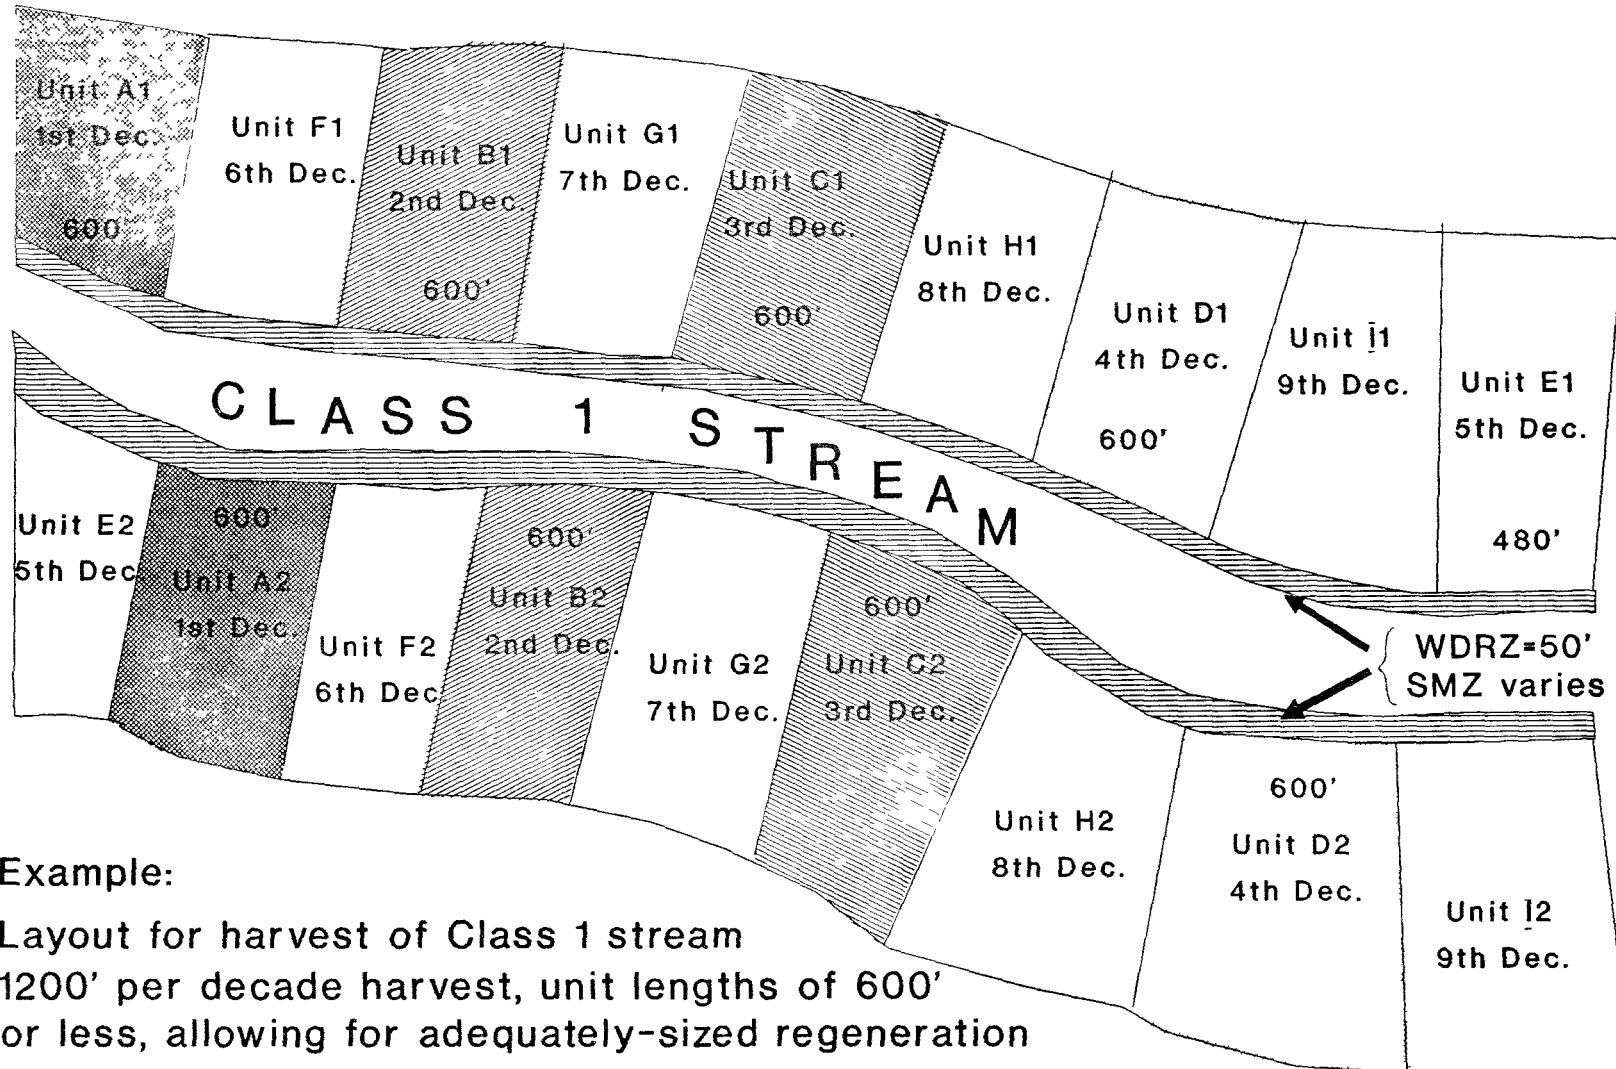 Unit A1
1st Dec.
600'
Unit F1
6th Dec.
Unit B1
2nd Dec.
600'
Unit G1
7th Dec.
Unit C1
3rd Dec.
600'
Unit H1
8th Dec.
Unit D1
4th Dec.
600'
Unit I1
9th Dec.
Unit E1
5th Dec.
480'
CLASS 1 STREAM
WDRZ=50'
SMZ varies
Unit E2
5th Dec.
600'
Unit A2
1st Dec.
Unit F2
6th Dec.
600'
Unit B2
2nd Dec.
Unit G2
7th Dec.
600'
Unit C2
3rd Dec.
Unit H2
8th Dec.
600'
Unit D2
4th Dec.
Unit I2
9th Dec.
Example:
Layout for harvest of Class 1 stream
1200' per decade harvest, unit lengths of 600'
or less, allowing for adequately-sized regeneration